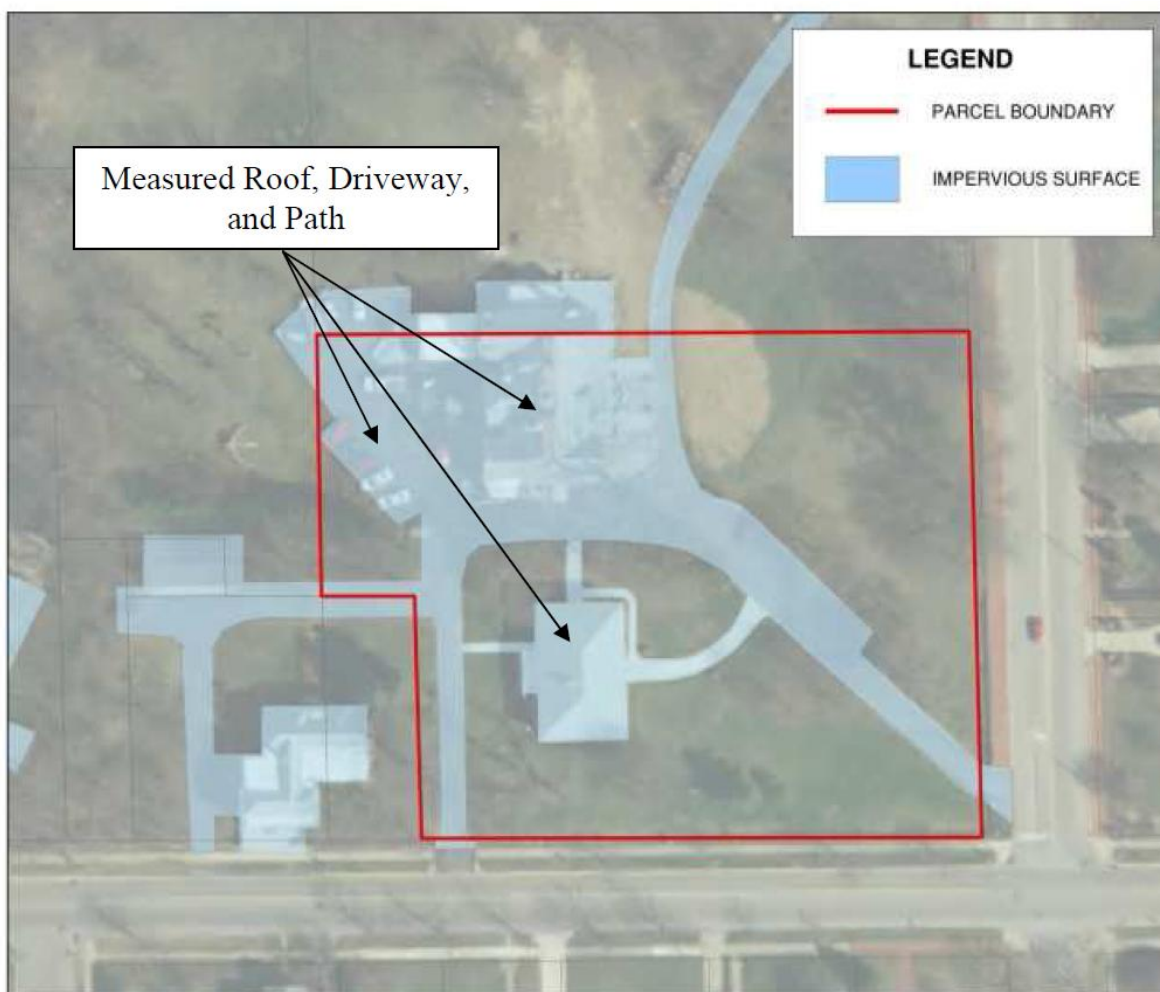 LEGEND
PARCEL BOUNDARY
IMPERVIOUS SURFACE
Measured Roof, Driveway,
and Path